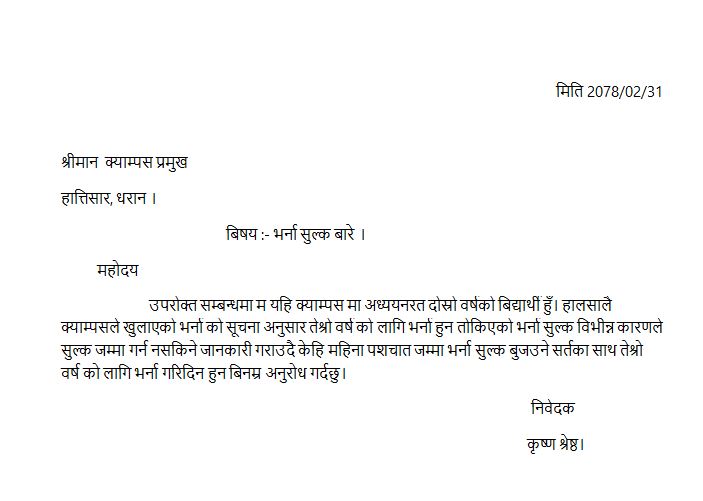 मिति 2078/02/31
श्रीमान क्याम्पस प्रमुख
हात्तिसार, धरान ।
बिषय :- भर्ना सुल्क बारे ।
महोदय
उपरोक्त सम्बन्धमा म यहि क्याम्पस मा अध्ययनरत दोस्रो वर्षको बिद्यार्थी हुँ। हालसालै
क्याम्पसले खुलाएको भर्ना को सूचना अनुसार तेश्रो वर्ष को लागि भर्ना हुन तोकिएको भर्ना सुल्क विभीन्न कारणले
सुल्क जम्मा गर्न नसकिने जानकारी गराउदै केहि महिना पशचात जम्मा भर्ना सुल्क बुजउने सर्तका साथ तेश्रो
वर्ष को लागि भर्ना गरिदिन हुन बिनम्र अनुरोध गर्दछु।
निवेदक
कृष्ण श्रेष्ठ।